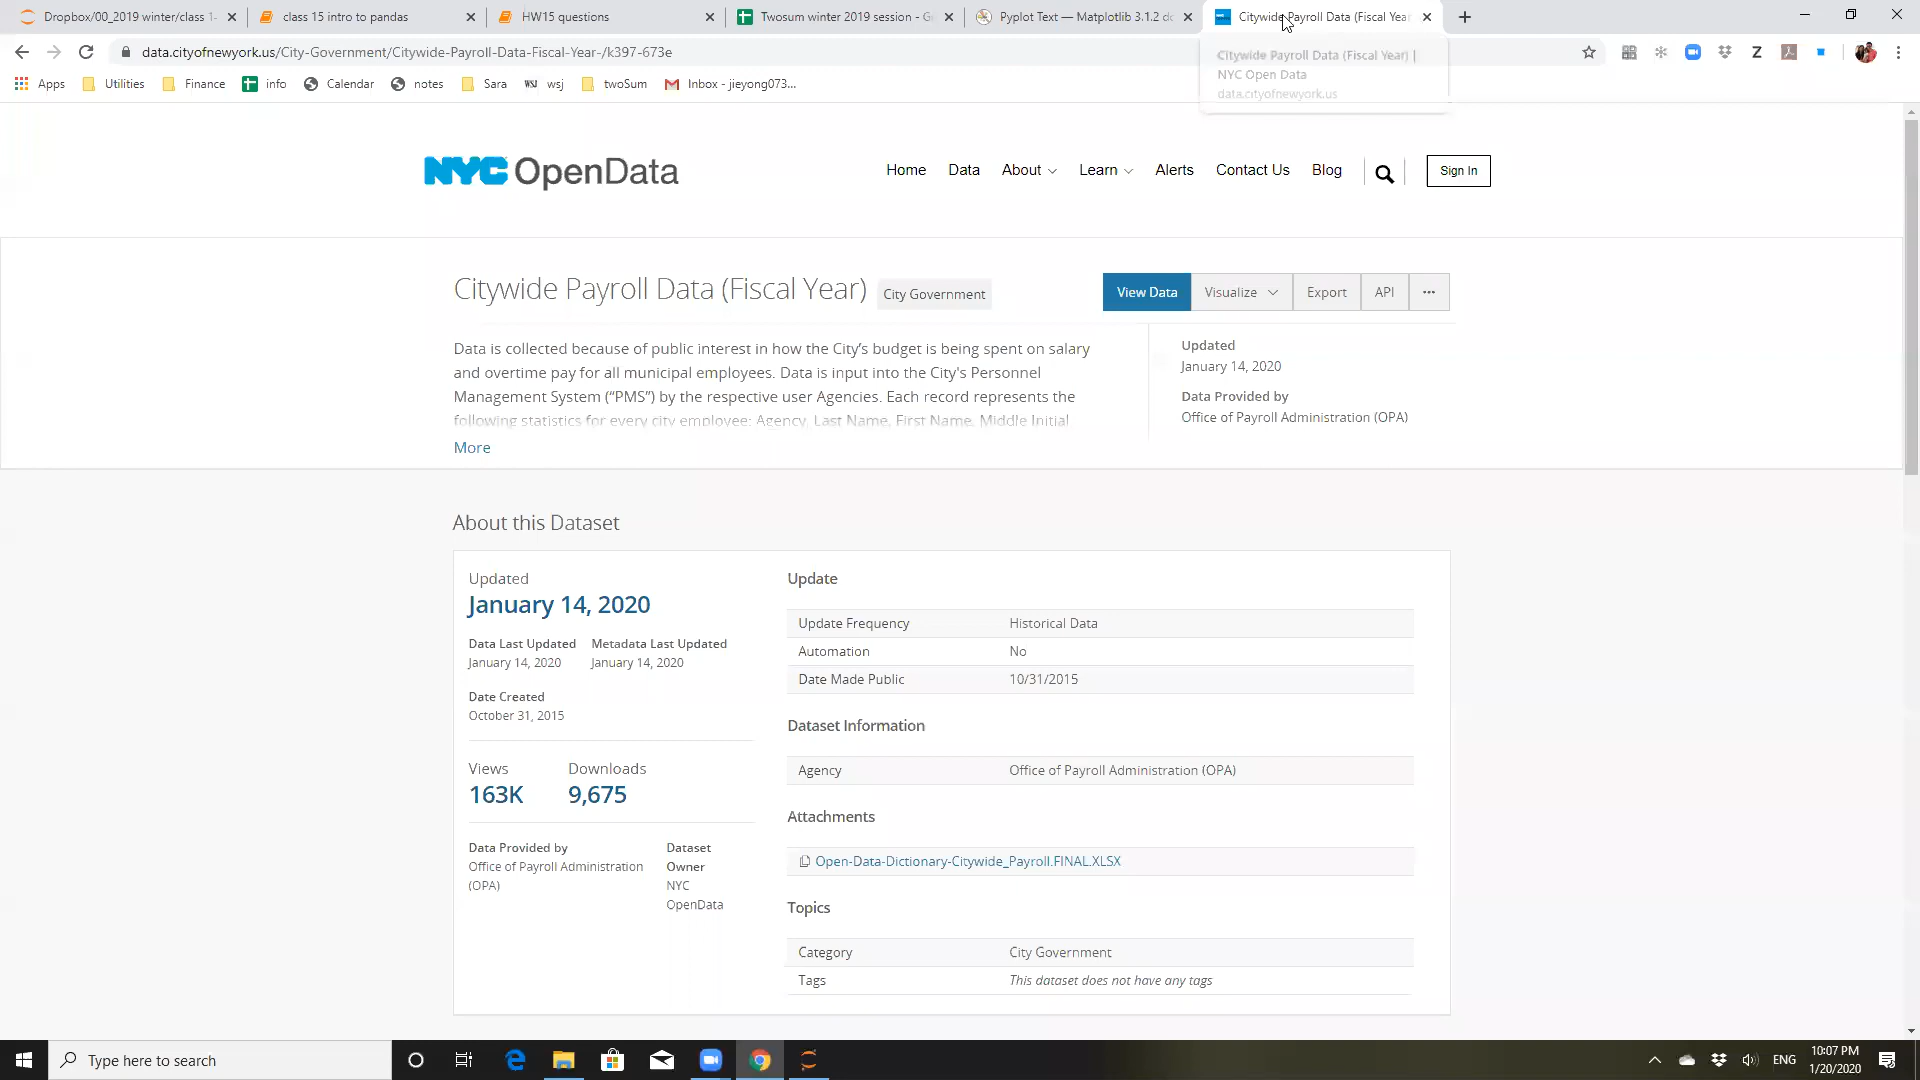 Dropbox/00_2019 winter/class 1-
class 15 intro to pandas
HW15 questions
Twosum winter 2019 session - G
Pyplot Text — Matplotlib 3.1.2 do
Citywide Payroll Data (Fiscal Year
data.cityofnewyork.us/City-Government/Citywide-Payroll-Data-Fiscal-Year-/k397-673e
Citywide Payroll Data (Fiscal Year) |
NYC Open Data
data.cityofnewyork.us
Apps
Utilities
Finance
info
Calendar
notes
Sara
WSJ wsj
twoSum
Inbox - jieyong073...
NYC OpenData
Home
Data
About
Learn
Alerts
Contact Us
Blog
Sign In
Citywide Payroll Data (Fiscal Year)
City Government
View Data
Visualize
Export
API
...
Data is collected because of public interest in how the City's budget is being spent on salary
and overtime pay for all municipal employees. Data is input into the City's Personnel
Management System ("PMS") by the respective user Agencies. Each record represents the
following statistics for every city employee: Agency, Last Name, First Name, Middle Initial
More
Updated
January 14, 2020
Data Provided by
Office of Payroll Administration (OPA)
About this Dataset
Updated
January 14, 2020
Data Last Updated
January 14, 2020
Metadata Last Updated
January 14, 2020
Date Created
October 31, 2015
Views
163K
Downloads
9,675
Data Provided by
Office of Payroll Administration
(OPA)
Dataset
Owner
NYC
OpenData
Update
Update Frequency Historical Data
Automation No
Date Made Public 10/31/2015
Dataset Information
Agency Office of Payroll Administration (OPA)
Attachments
Open-Data-Dictionary-Citywide_Payroll.FINAL.XLSX
Topics
Category City Government
Tags This dataset does not have any tags
Type here to search
ENG
10:07 PM
1/20/2020